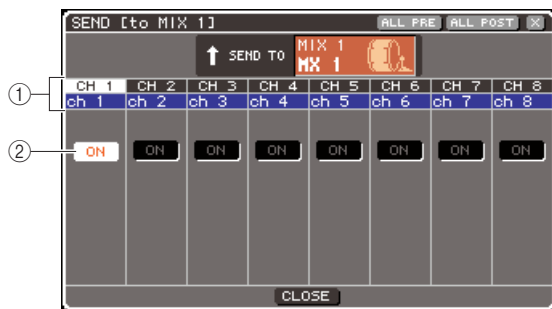 SEND [to MIX 1] ALL PRE ALL POST X
SEND TO MIX 1
MX 1
① CH 1 CH 2 CH 3 CH 4 CH 5 CH 6 CH 7 CH 8
ch 1 ch 2 ch 3 ch 4 ch 5 ch 6 ch 7 ch 8
② ON ON ON ON ON ON ON ON
CLOSE